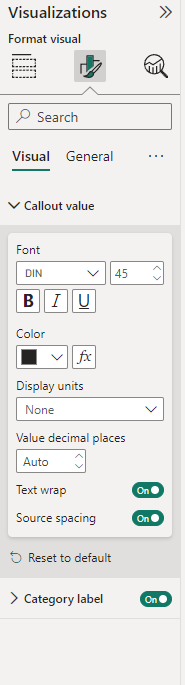 Visualizations
Format visual
Search
Visual General ...
Callout value
Font
DIN 45
B I U
Color
fx
Display units
None
Value decimal places
Auto
Text wrap On
Source spacing On
Reset to default
Category label On